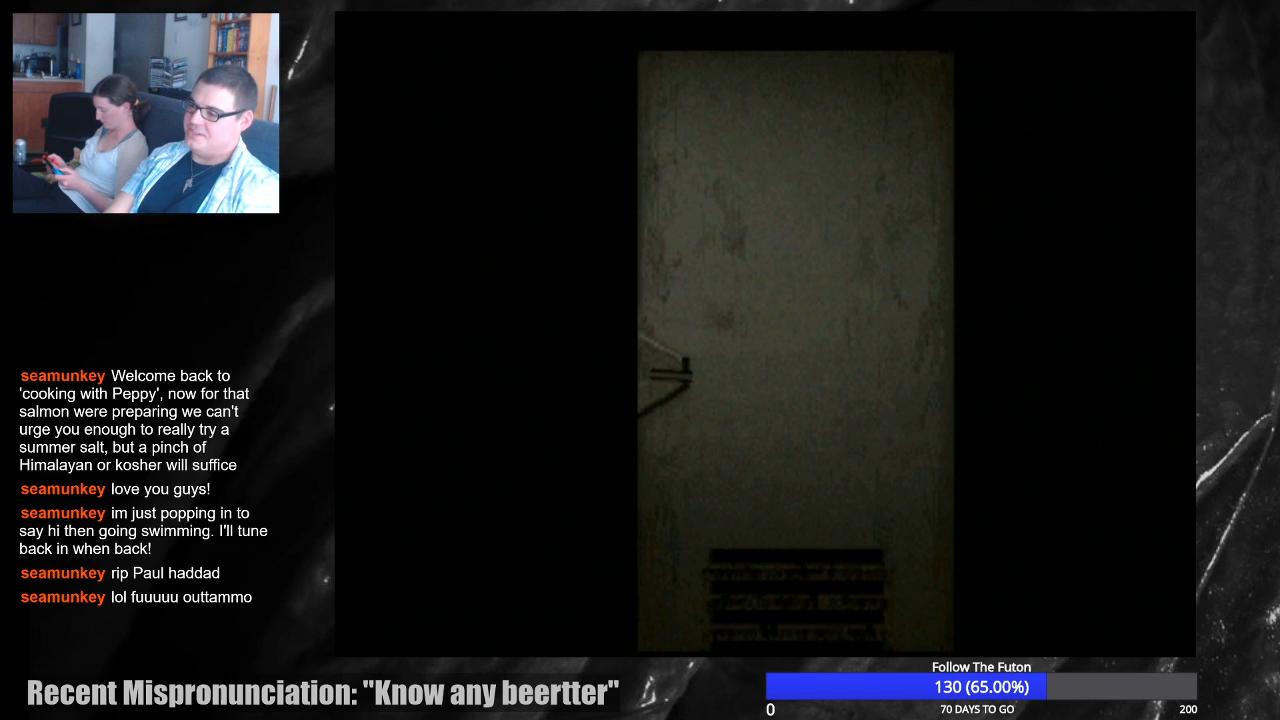 seamunkey Welcome back to
'cooking with Peppy', now for that
salmon were preparing we can't
urge you enough to really try a
summer salt, but a pinch of
Himalayan or kosher will suffice
seamunkey love you guys!
seamunkey im just popping in to
say hi then going swimming. I'll tune
back in when back!
seamunkey rip Paul haddad
seamunkey lol fuuuuu outtammo
Recent Mispronunciation: "Know any beertter"
Follow The Futon
130 (65.00%)
0 70 DAYS TO GO 200